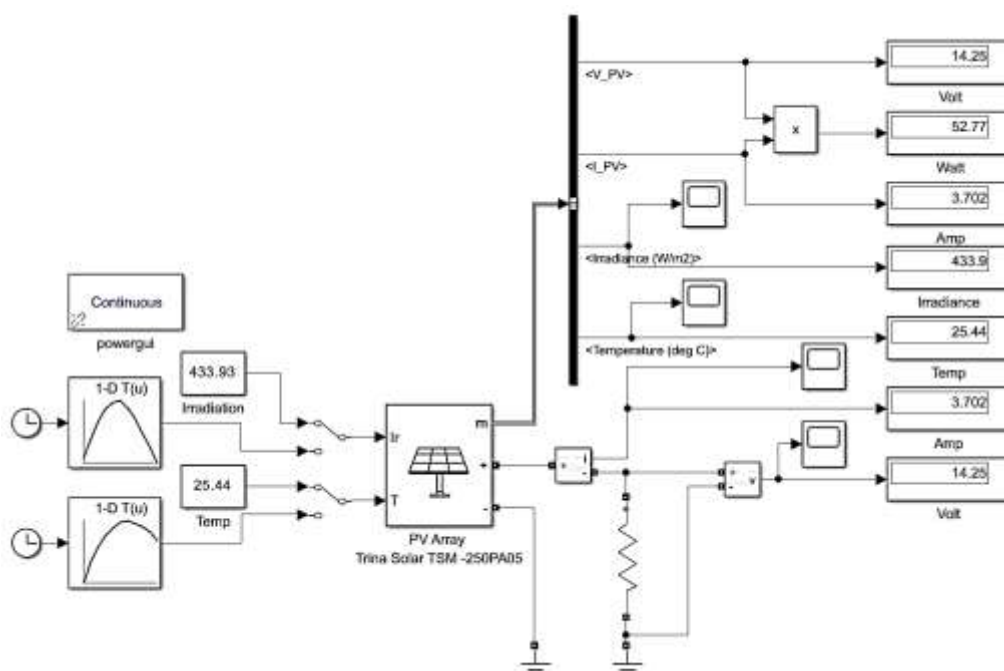 14.25
<V_PV>
Volt
x
52.77
<I_PV>
Watt
3.702
Amp
<Irradiance (W/m2)>
433.9
Irradiance
Continuous
powergui
25.44
<Temperature (deg C)>
Temp
433.93
Irradiation
1-D T(u)
Ir
m
+
3.702
Amp
+
i
-
25.44
Temp
T
-
+
-
v
14.25
Volt
1-D T(u)
PV Array
Trina Solar TSM -250PA05
+